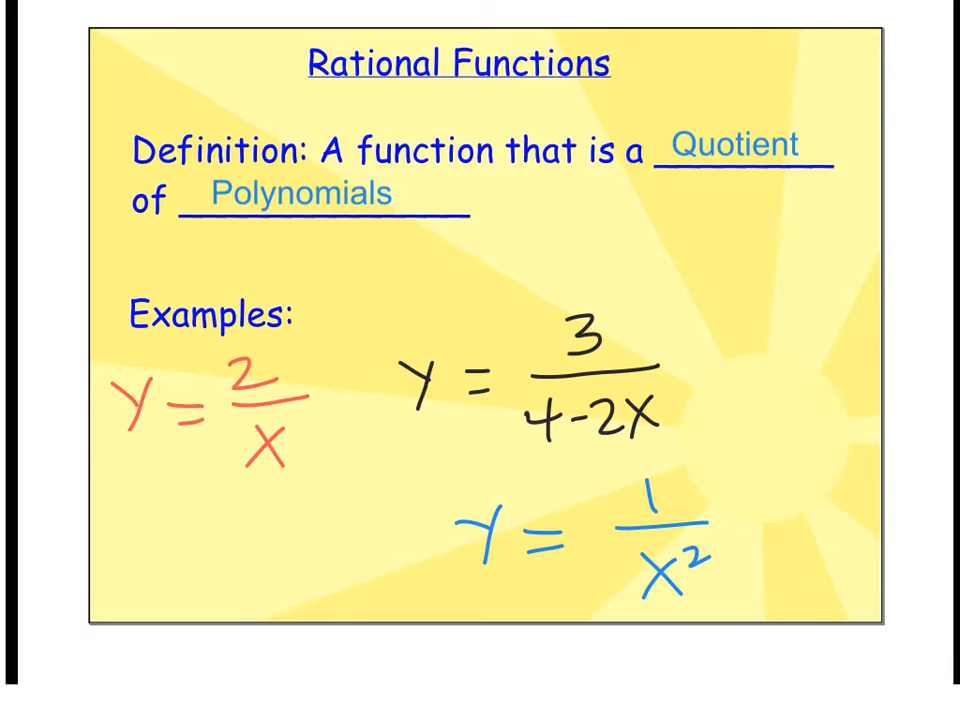 Rational Functions
Definition: A function that is a Quotient
of Polynomials
Examples:
y = 2/x
y = 3/(4-2x)
y = 1/x²